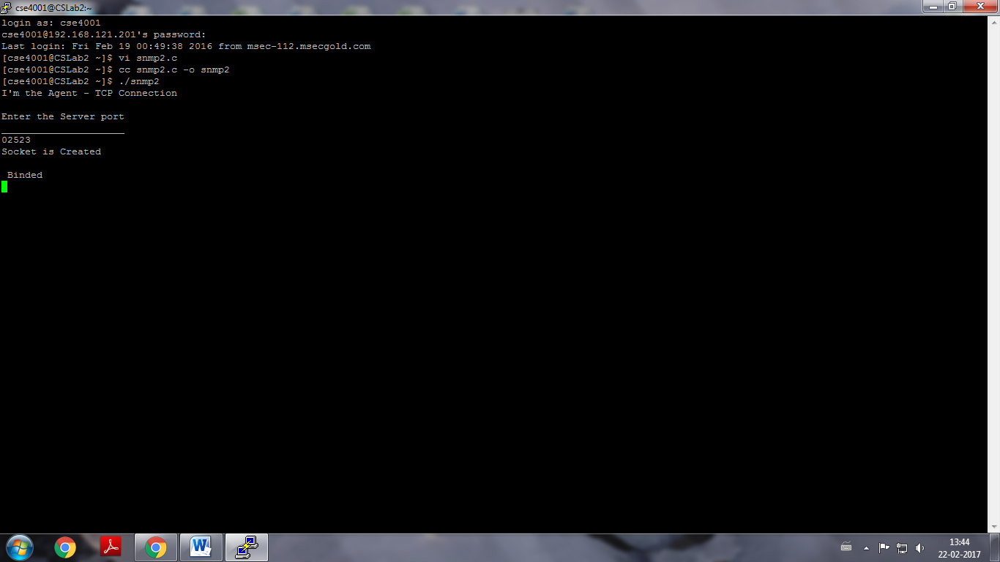 cse4001@CSLab2:~
login as: cse4001
cse4001@192.168.121.201's password:
Last login: Fri Feb 19 00:49:38 2016 from msec-112.msecgold.com
[cse4001@CSLab2 ~]$ vi snmp2.c
[cse4001@CSLab2 ~]$ cc snmp2.c -o snmp2
[cse4001@CSLab2 ~]$ ./snmp2
I'm the Agent - TCP Connection
Enter the Server port
_____________________
02523
Socket is Created
Binded
13:44
22-02-2017